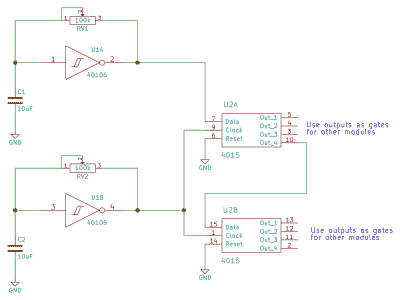 1 2 3
100k
RV1
U1A
1 2
40106
C1
10uF
GND
U2A
7 Data Out_1 5
9 Clock Out_2 4
6 Reset Out_3 3
Out_4 10
4015
GND
Use outputs as gates
for other modules
1 2 3
100k
RV2
U1B
3 4
40106
C2
10uF
GND
U2B
15 Data Out_1 13
1 Clock Out_2 12
14 Reset Out_3 11
Out_4 2
4015
GND
Use outputs as gates
for other modules